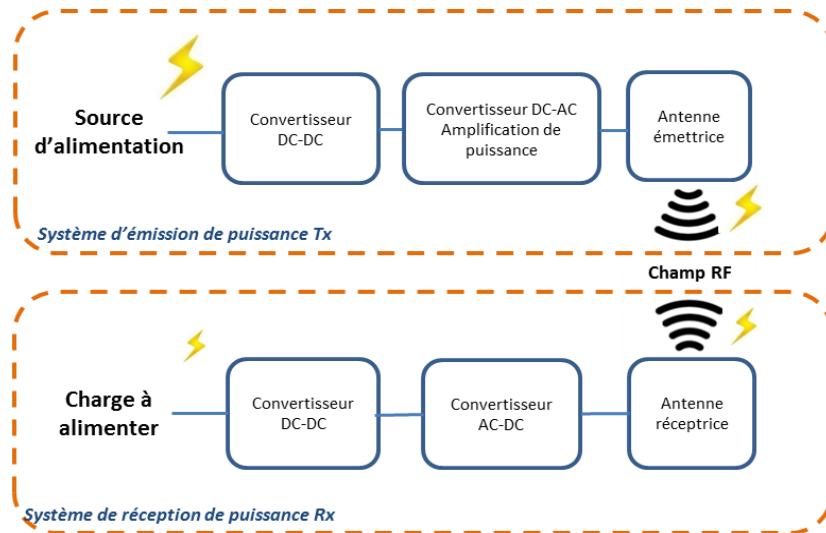 Source
d'alimentation
Convertisseur
DC-DC
Convertisseur DC-AC
Amplification de
puissance
Antenne
émettrice
Système d'émission de puissance Tx
Champ RF
Charge à
alimenter
Convertisseur
DC-DC
Convertisseur
AC-DC
Antenne
réceptrice
Système de réception de puissance Rx